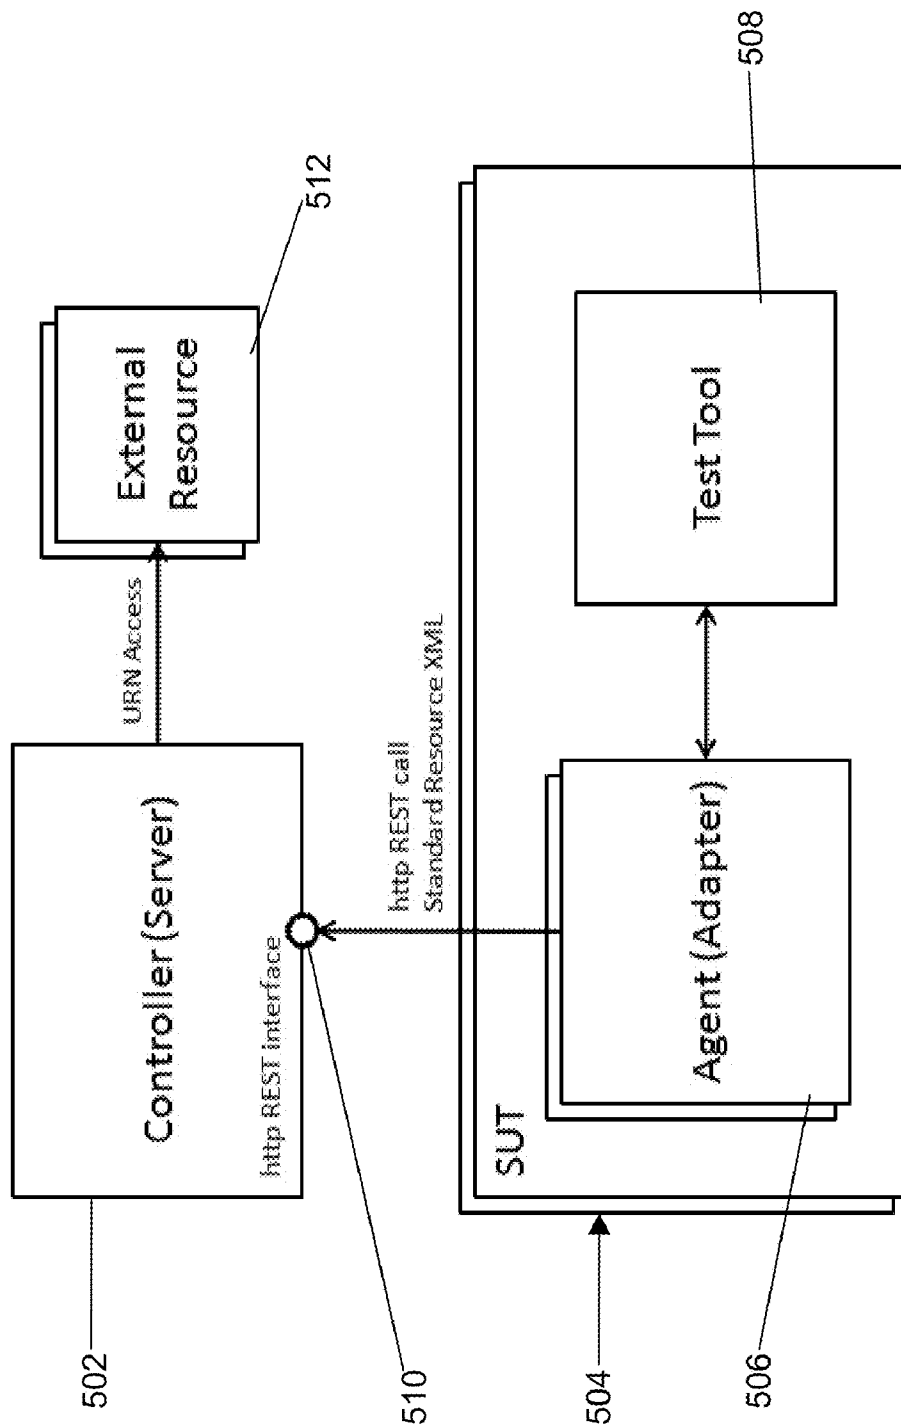 502
Controller(Server)
http REST interface
510
URN Access
External
Resource
512
http REST call
Standard Resource XML
504
SUT
Agent (Adapter)
506
Test Tool
508